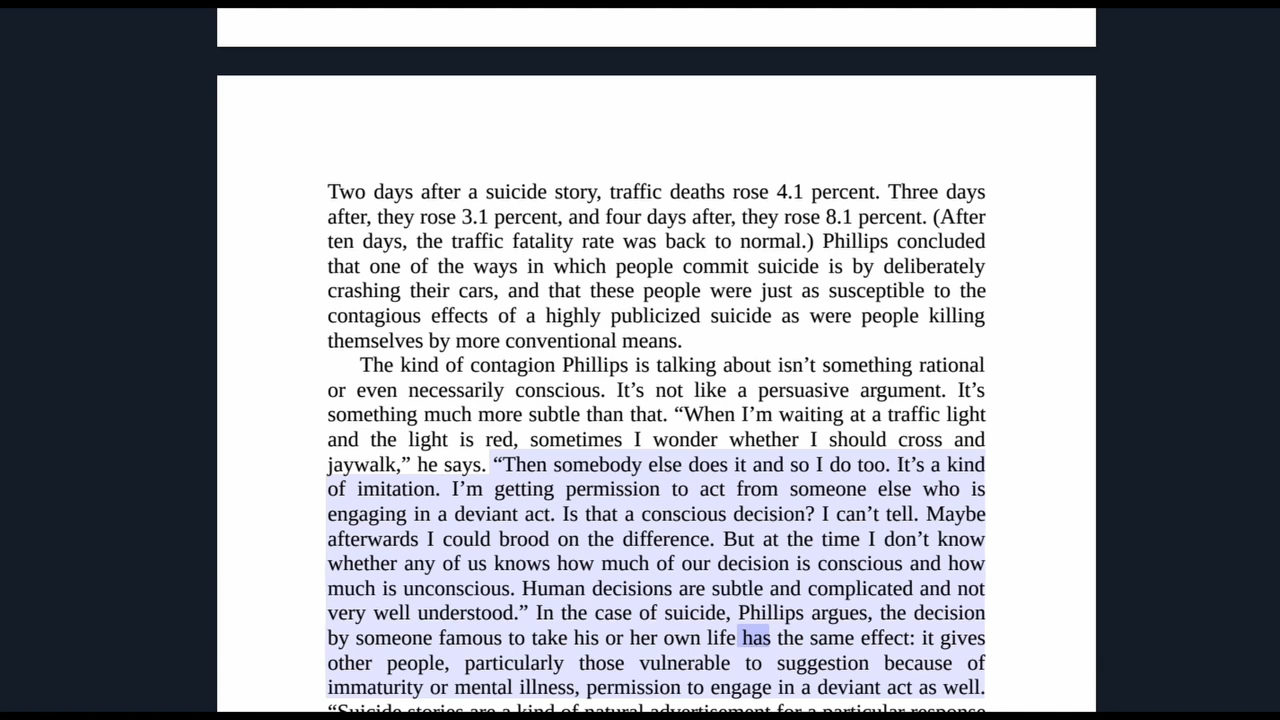 Two days after a suicide story, traffic deaths rose 4.1 percent. Three days
after, they rose 3.1 percent, and four days after, they rose 8.1 percent. (After
ten days, the traffic fatality rate was back to normal.) Phillips concluded
that one of the ways in which people commit suicide is by deliberately
crashing their cars, and that these people were just as susceptible to the
contagious effects of a highly publicized suicide as were people killing
themselves by more conventional means.
The kind of contagion Phillips is talking about isn’t something rational
or even necessarily conscious. It’s not like a persuasive argument. It’s
something much more subtle than that. “When I’m waiting at a traffic light
and the light is red, sometimes I wonder whether I should cross and
jaywalk,” he says. “Then somebody else does it and so I do too. It’s a kind
of imitation. I’m getting permission to act from someone else who is
engaging in a deviant act. Is that a conscious decision? I can’t tell. Maybe
afterwards I could brood on the difference. But at the time I don’t know
whether any of us knows how much of our decision is conscious and how
much is unconscious. Human decisions are subtle and complicated and not
very well understood.” In the case of suicide, Phillips argues, the decision
by someone famous to take his or her own life has the same effect: it gives
other people, particularly those vulnerable to suggestion because of
immaturity or mental illness, permission to engage in a deviant act as well.
“Suicide stories are a kind of natural advertisement for a particular response